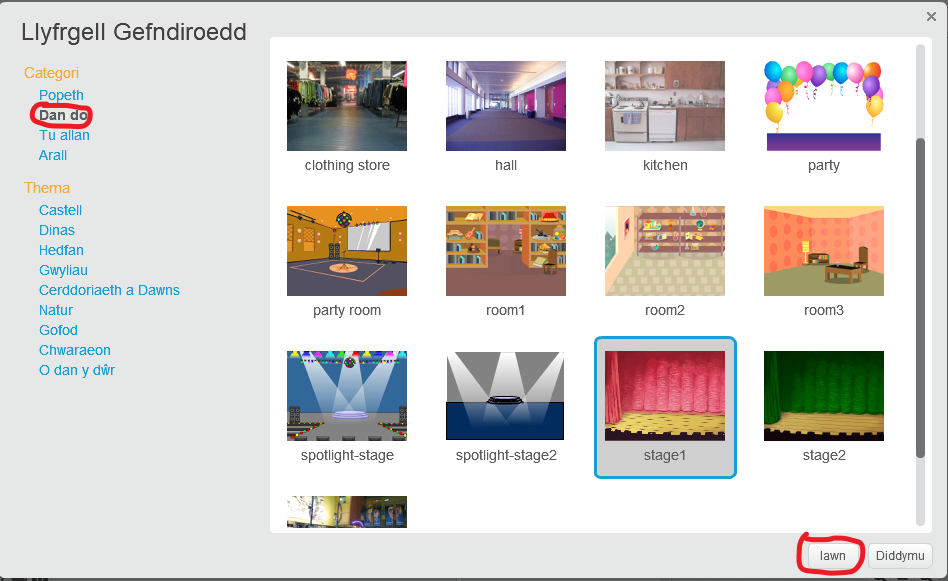 Llyfrgell Gefndiroedd
Categori
Popeth
Dan do
Tu allan
Arall
Thema
Castell
Dinas
Hedfan
Gwyliau
Cerddoriaeth a Dawns
Natur
Gofod
Chwaraeon
O dan y dŵr
clothing store
hall
kitchen
party
party room
room1
room2
room3
spotlight-stage
spotlight-stage2
stage1
stage2
Iawn
Diddymu